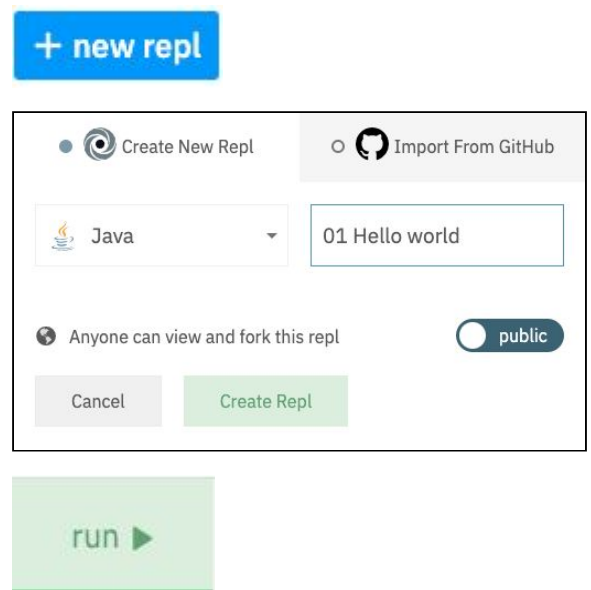 + new repl
Create New Repl
Import From GitHub
Java
01 Hello world
Anyone can view and fork this repl
public
Cancel
Create Repl
run